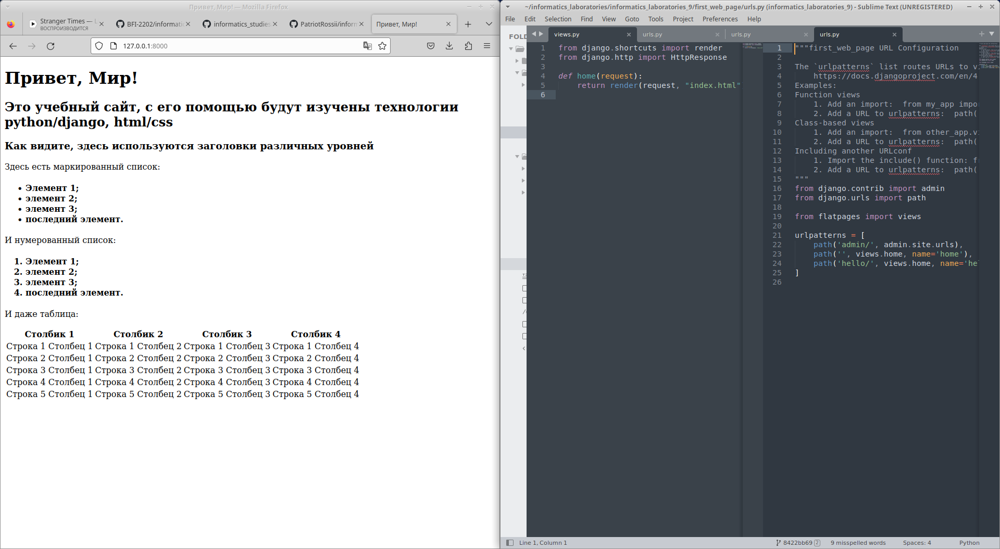 Привет, Мир! — Mozilla Firefox
Stranger Times — L
ВОСПРОИЗВОДИТСЯ
BFI-2202/informatic
informatics_studies
PatriotRossii/inforn
Привет, Мир!
127.0.0.1:8000
Привет, Мир!
Это учебный сайт, с его помощью будут изучены технологии
python/django, html/css
Как видите, здесь используются заголовки различных уровней
Здесь есть маркированный список:
• Элемент 1;
• элемент 2;
• элемент 3;
• последний элемент.
И нумерованный список:
1. Элемент 1;
2. элемент 2;
3. элемент 3;
4. последний элемент.
И даже таблица:
Столбик 1 Столбик 2 Столбик 3 Столбик 4
Строка 1 Столбец 1 Строка 1 Столбец 2 Строка 1 Столбец 3 Строка 1 Столбец 4
Строка 2 Столбец 1 Строка 2 Столбец 2 Строка 2 Столбец 3 Строка 2 Столбец 4
Строка 3 Столбец 1 Строка 3 Столбец 2 Строка 3 Столбец 3 Строка 3 Столбец 4
Строка 4 Столбец 1 Строка 4 Столбец 2 Строка 4 Столбец 3 Строка 4 Столбец 4
Строка 5 Столбец 1 Строка 5 Столбец 2 Строка 5 Столбец 3 Строка 5 Столбец 4
~/informatics_laboratories/informatics_laboratories_9/first_web_page/urls.py (informatics_laboratories_9) - Sublime Text (UNREGISTERED)
File Edit Selection Find View Goto Tools Project Preferences Help
FOLD
views.py urls.py urls.py urls.py
1 from django.shortcuts import render
2 from django.http import HttpResponse
3
4 def home(request):
5 return render(request, "index.html"
6
1 """first_web_page URL Configuration
2
3 The `urlpatterns` list routes URLs to vi
4 https://docs.djangoproject.com/en/4
5 Examples:
6 Function views
7 1. Add an import:  from my_app impo
8 2. Add a URL to urlpatterns:  path(
9 Class-based views
10 1. Add an import:  from other_app.vi
11 2. Add a URL to urlpatterns:  path(
12 Including another URLconf
13 1. Import the include() function: fr
14 2. Add a URL to urlpatterns:  path(
15 """
16 from django.contrib import admin
17 from django.urls import path
18
19 from flatpages import views
20
21 urlpatterns = [
22 path('admin/', admin.site.urls),
23 path('', views.home, name='home'),
24 path('hello/', views.home, name='hel
25 ]
26
Line 1, Column 1
8422bb69 2
9 misspelled words
Spaces: 4
Python